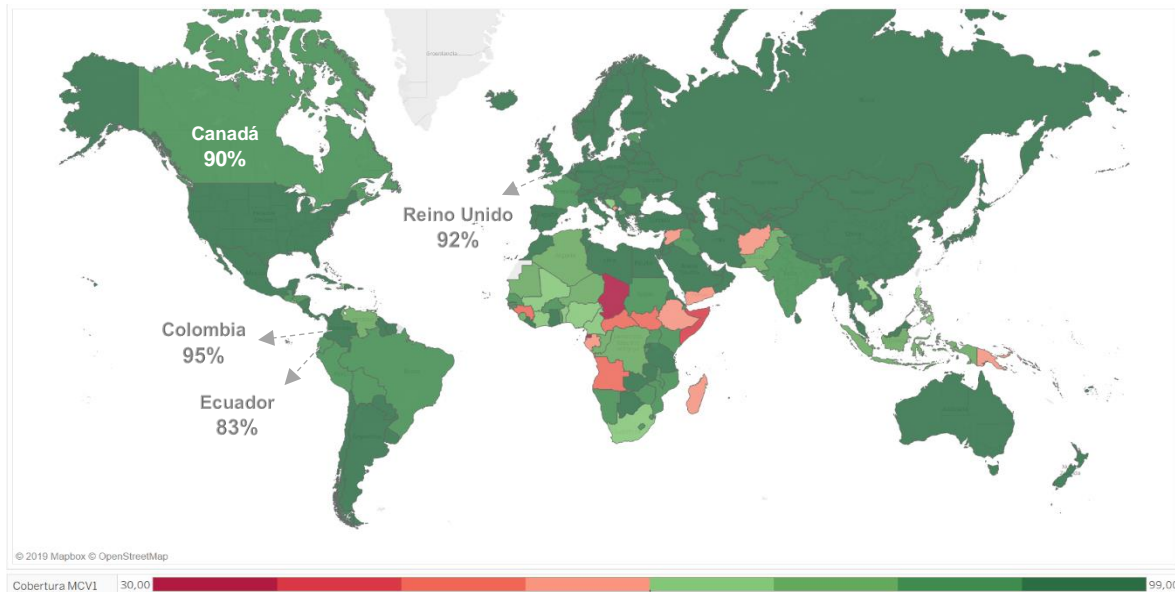 Canadá
90%
Reino Unido
92%
Colombia
95%
Ecuador
83%
© 2019 Mapbox © OpenStreetMap
Cobertura MCV1
30,00
99,00